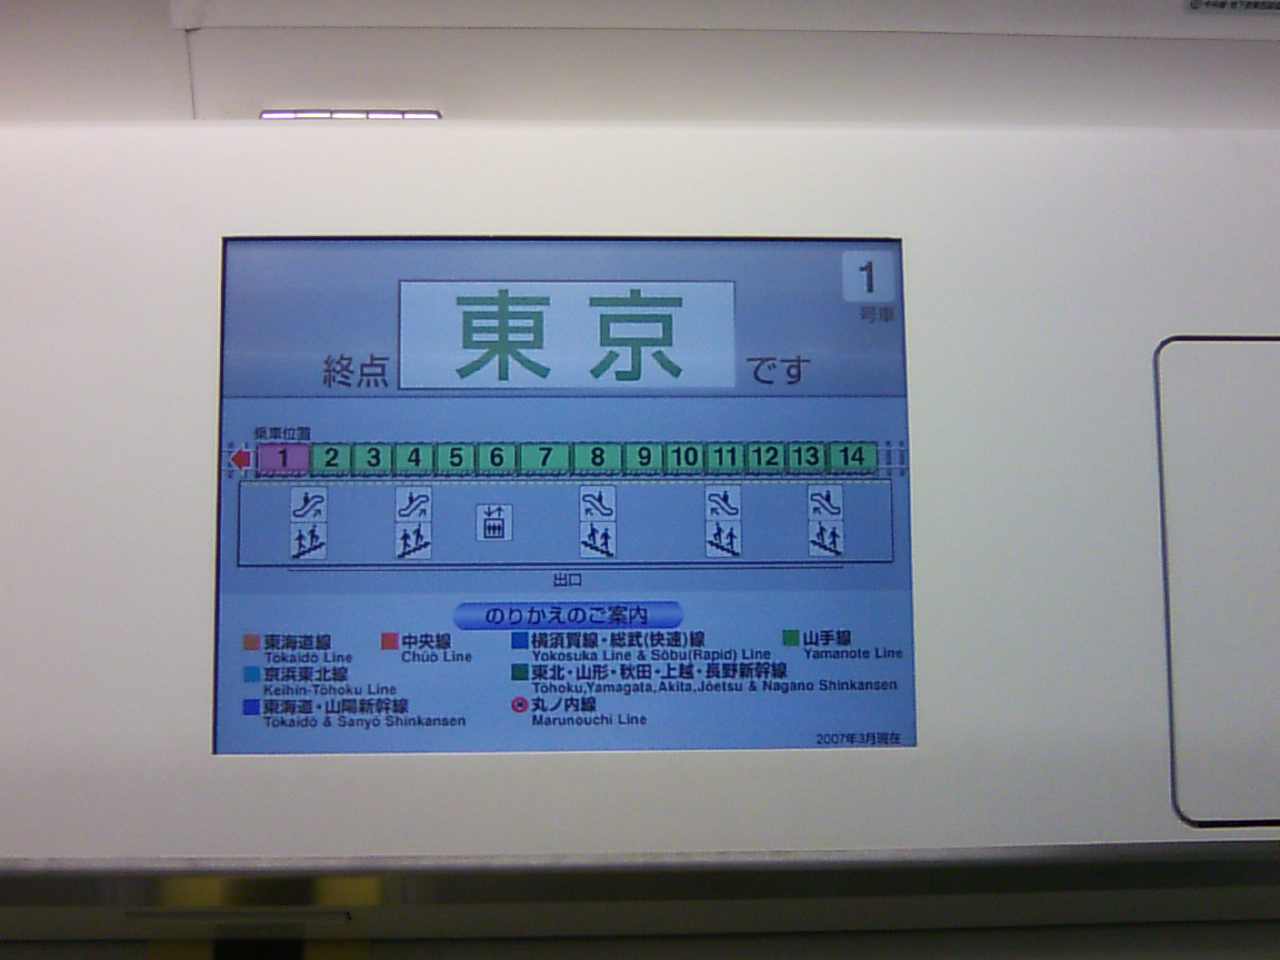 1
号車
終点 東京 です
乗車位置
1 2 3 4 5 6 7 8 9 10 11 12 13 14
出口
のりかえのご案内
東海道線 中央線 横須賀線・総武(快速)線 山手線
Tōkaidō Line Chūō Line Yokosuka Line & Sōbu(Rapid) Line Yamanote Line
京浜東北線 東北・山形・秋田・上越・長野新幹線
Keihin-Tōhoku Line Tōhoku,Yamagata,Akita,Jōetsu & Nagano Shinkansen
東海道・山陽新幹線 丸ノ内線
Tōkaidō & Sanyō Shinkansen Marunouchi Line
2007年3月現在